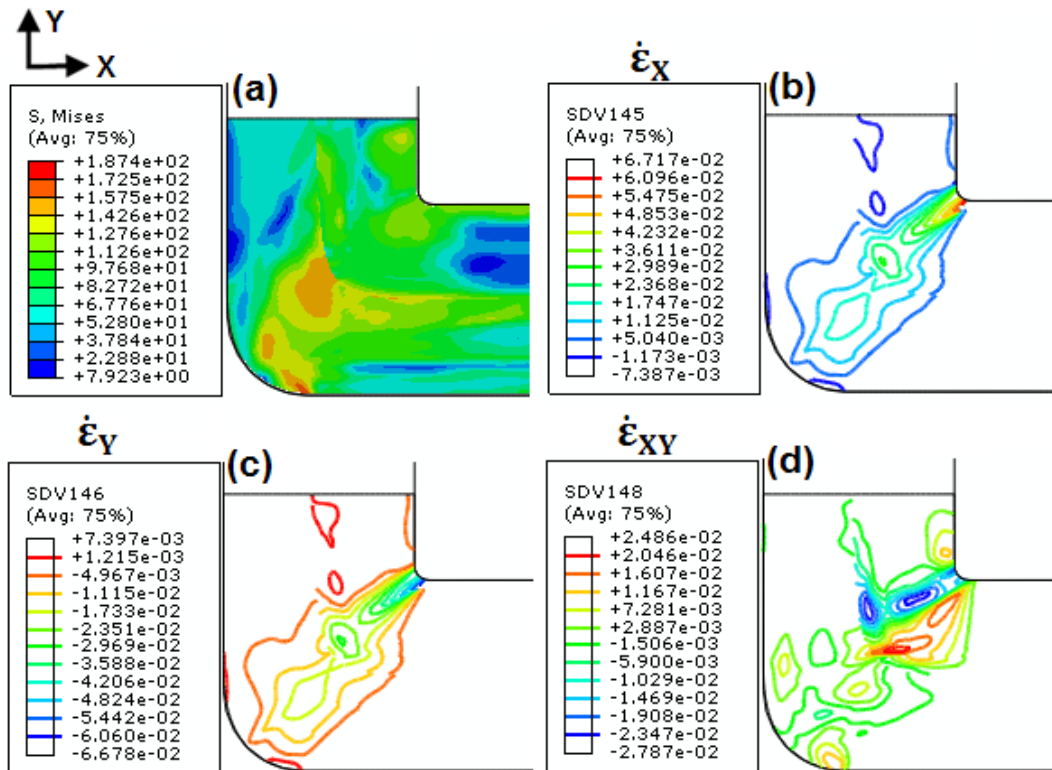 Y
X
(a)
S, Mises
(Avg: 75%)
+1.874e+02
+1.725e+02
+1.575e+02
+1.426e+02
+1.276e+02
+1.126e+02
+9.768e+01
+8.272e+01
+6.776e+01
+5.280e+01
+3.784e+01
+2.288e+01
+7.923e+00
ε̇X
(b)
SDV145
(Avg: 75%)
+6.717e-02
+6.096e-02
+5.475e-02
+4.853e-02
+4.232e-02
+3.611e-02
+2.989e-02
+2.368e-02
+1.747e-02
+1.125e-02
+5.040e-03
-1.173e-03
-7.387e-03
ε̇Y
(c)
SDV146
(Avg: 75%)
+7.397e-03
+1.215e-03
-4.967e-03
-1.115e-02
-1.733e-02
-2.351e-02
-2.969e-02
-3.588e-02
-4.206e-02
-4.824e-02
-5.442e-02
-6.060e-02
-6.678e-02
ε̇XY
(d)
SDV148
(Avg: 75%)
+2.486e-02
+2.046e-02
+1.607e-02
+1.167e-02
+7.281e-03
+2.887e-03
-1.506e-03
-5.900e-03
-1.029e-02
-1.469e-02
-1.908e-02
-2.347e-02
-2.787e-02